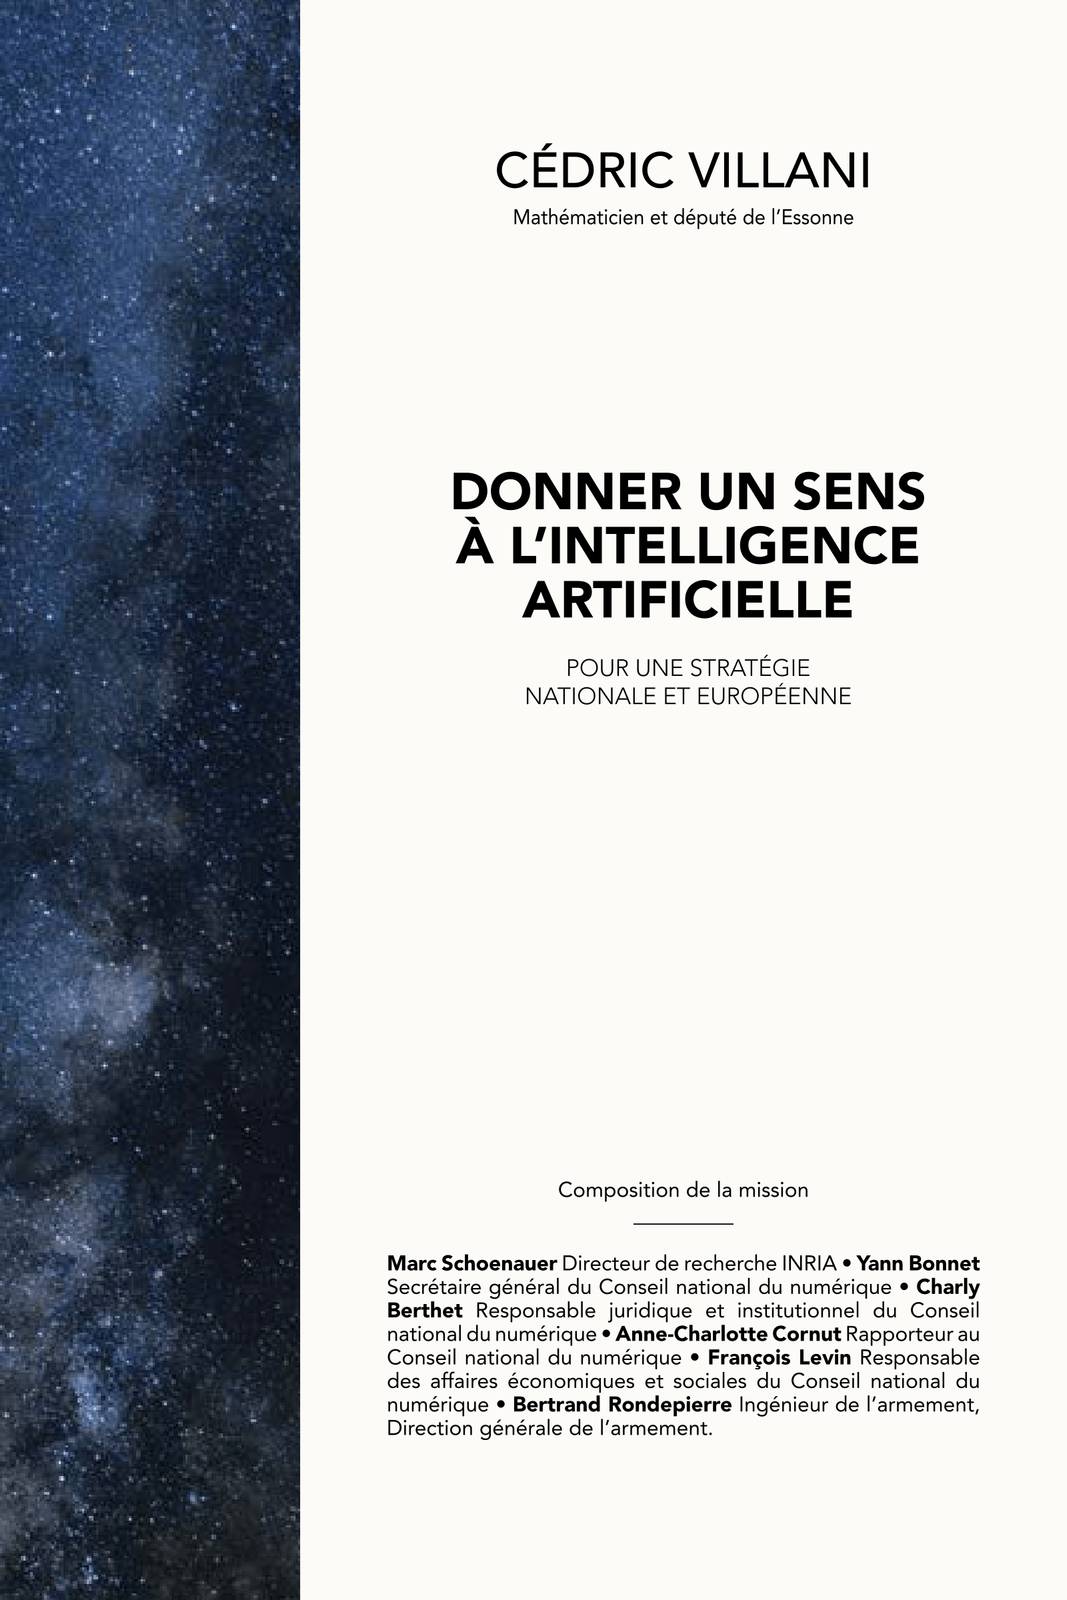 CÉDRIC VILLANI
Mathématicien et député de l’Essonne
DONNER UN SENS
À L’INTELLIGENCE
ARTIFICIELLE
POUR UNE STRATÉGIE
NATIONALE ET EUROPÉENNE
Composition de la mission
Marc Schoenauer Directeur de recherche INRIA • Yann Bonnet
Secrétaire général du Conseil national du numérique • Charly
Berthet Responsable juridique et institutionnel du Conseil
national du numérique • Anne-Charlotte Cornut Rapporteur au
Conseil national du numérique • François Levin Responsable
des affaires économiques et sociales du Conseil national du
numérique • Bertrand Rondepierre Ingénieur de l’armement,
Direction générale de l’armement.